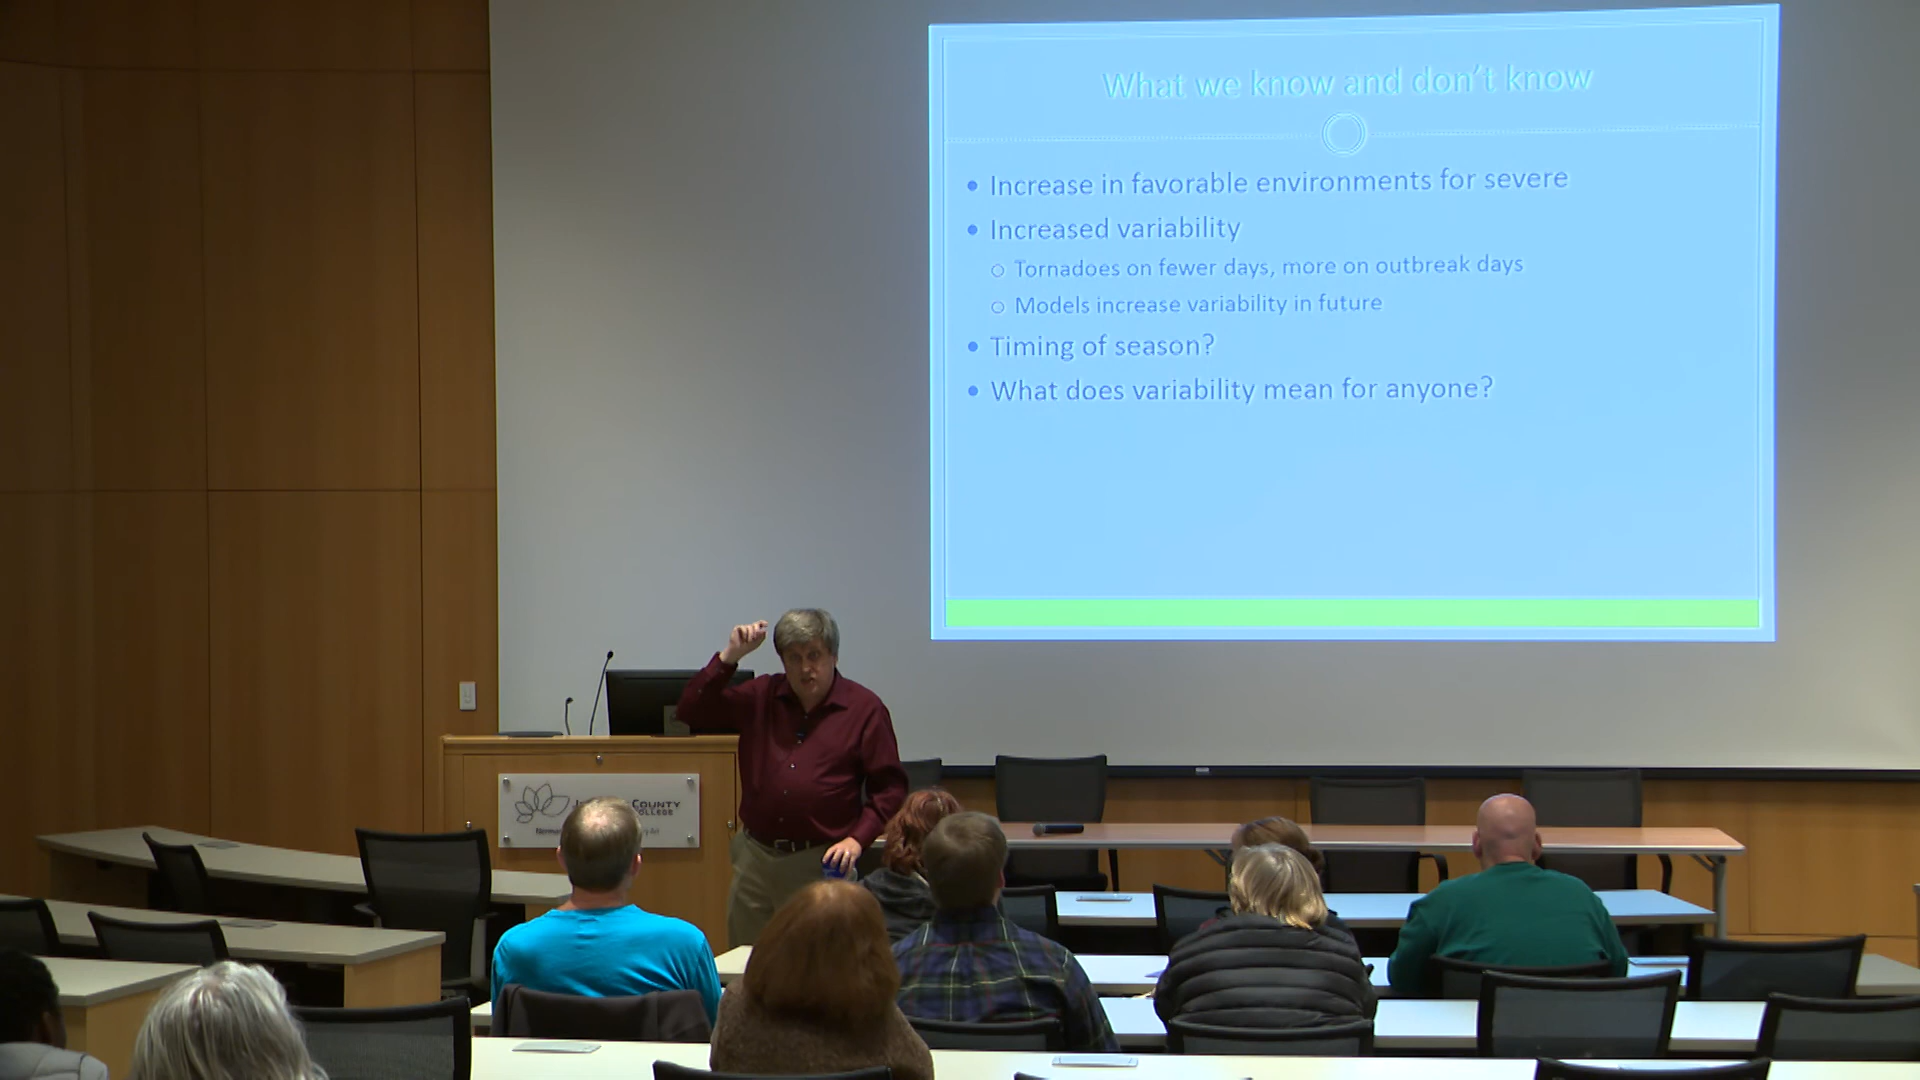 What we know and don't know
• Increase in favorable environments for severe
• Increased variability
○ Tornadoes on fewer days, more on outbreak days
○ Models increase variability in future
• Timing of season?
• What does variability mean for anyone?
County
College